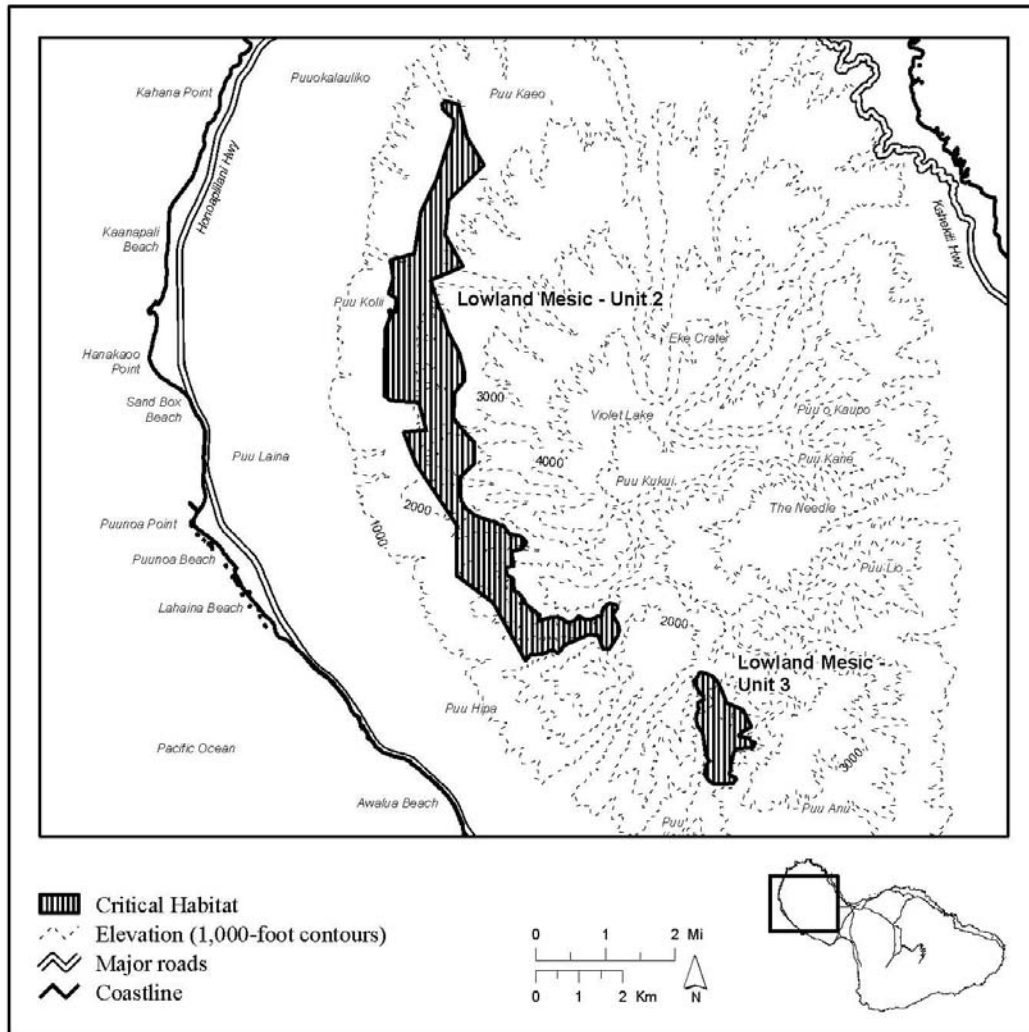 Puuokalauliko
Puu Kaeo
Kahana Point
Honoapiilani Hwy
Kaanapali
Beach
Kahekili Hwy
Puu Kolii
Lowland Mesic - Unit 2
Eke Crater
Hanakaoo
Point
Sand Box
Beach
3000
Violet Lake
Puu o Kaupo
Puu Laina
4000
Puu Kane
Puu Kukui
2000
The Needle
1000
Puunoa Point
Puunoa Beach
Puu Lio
Lahaina Beach
2000
Lowland Mesic -
Unit 3
Puu Hipa
Pacific Ocean
3000
Awalua Beach
Puu Anu
Puu
Critical Habitat
Elevation (1,000-foot contours)
Major roads
Coastline
0 1 2 Mi
0 1 2 Km
N